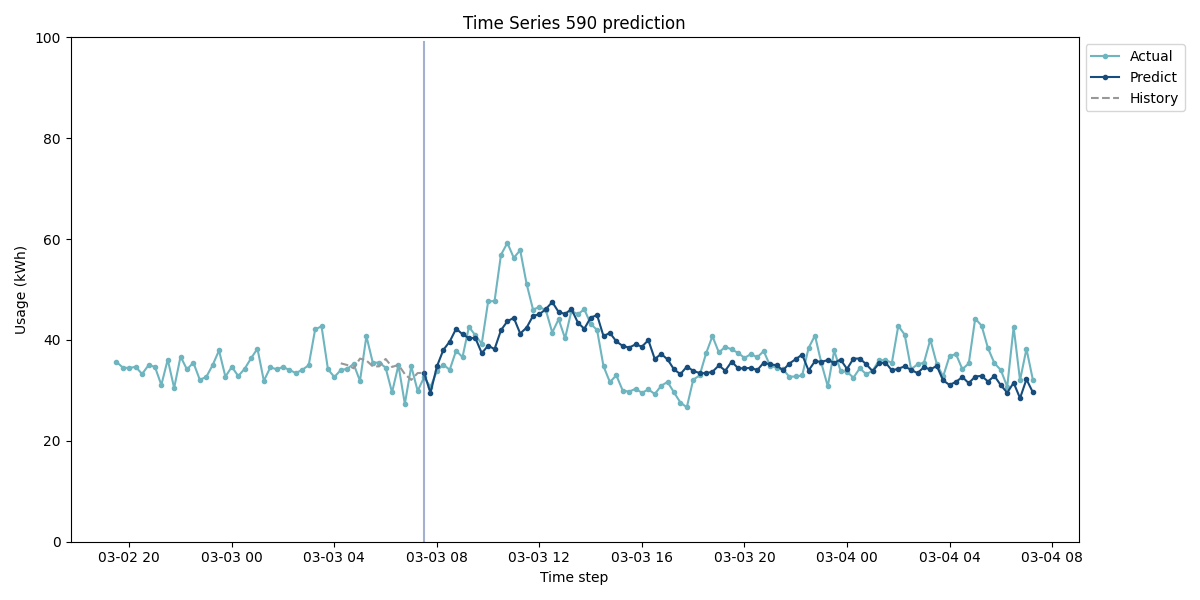 Time Series 590 prediction
100
80
60
40
20
0
Usage (kWh)
03-02 20 03-03 00 03-03 04 03-03 08 03-03 12 03-03 16 03-03 20 03-04 00 03-04 04 03-04 08
Time step
Actual
Predict
History